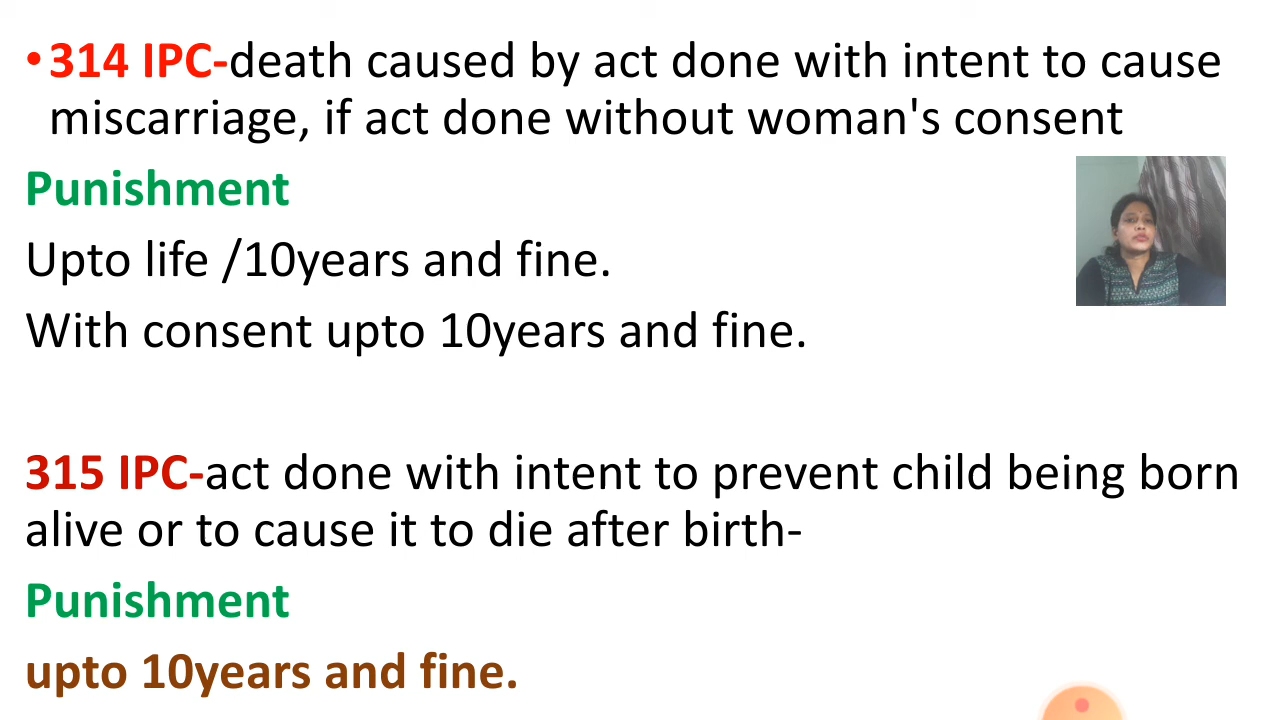 •314 IPC-death caused by act done with intent to cause
miscarriage, if act done without woman's consent
Punishment
Upto life /10years and fine.
With consent upto 10years and fine.
315 IPC-act done with intent to prevent child being born
alive or to cause it to die after birth-
Punishment
upto 10years and fine.